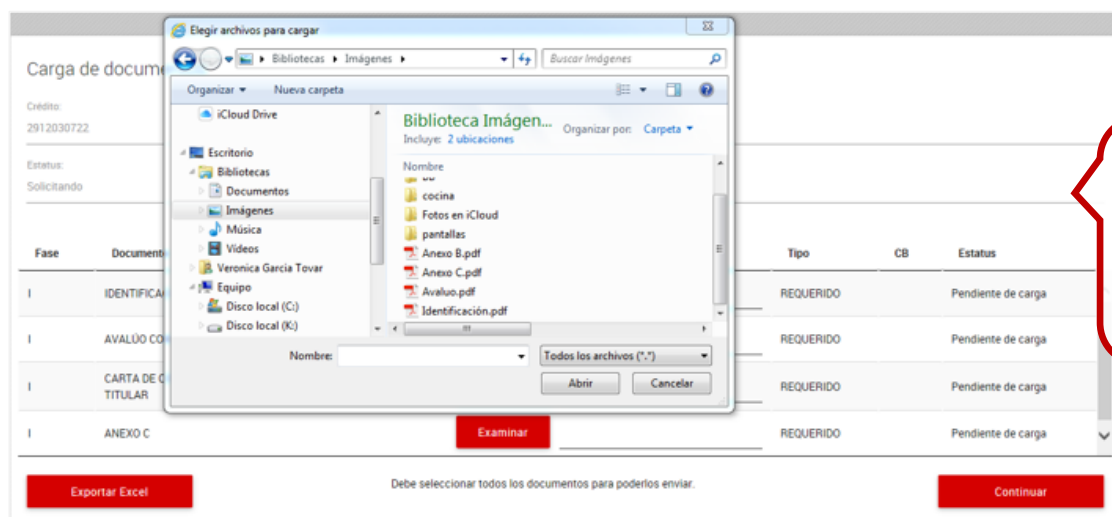 Elegir archivos para cargar
Bibliotecas Imágenes
Buscar Imágenes
Organizar Nueva carpeta
iCloud Drive
Escritorio
Bibliotecas
Documentos
Imágenes
Música
Vídeos
Veronica Garcia Tovar
Equipo
Disco local (C:)
Disco local (K:)
Biblioteca Imágen...
Incluye: 2 ubicaciones
Organizar por: Carpeta
Nombre
cocina
Fotos en iCloud
pantallas
Anexo B.pdf
Anexo C.pdf
Avaluo.pdf
Identificación.pdf
Nombre:
Todos los archivos (*.*)
Abrir Cancelar
Carga de docume
Crédito:
2912030722
Estatus:
Solicitando
Fase Document Tipo CB Estatus
I IDENTIFICA REQUERIDO Pendiente de carga
I AVALÚO CO REQUERIDO Pendiente de carga
I CARTA DE C REQUERIDO Pendiente de carga
TITULAR
I ANEXO C Examinar REQUERIDO Pendiente de carga
Exportar Excel Debe seleccionar todos los documentos para poderlos enviar. Continuar